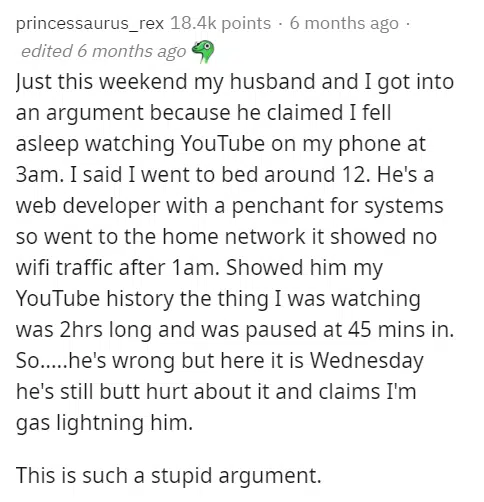 princessaurus_rex 18.4k points · 6 months ago ·
edited 6 months ago
Just this weekend my husband and I got into
an argument because he claimed I fell
asleep watching YouTube on my phone at
3am. I said I went to bed around 12. He's a
web developer with a penchant for systems
so went to the home network it showed no
wifi traffic after 1am. Showed him my
YouTube history the thing I was watching
was 2hrs long and was paused at 45 mins in.
So.....he's wrong but here it is Wednesday
he's still butt hurt about it and claims I'm
gas lightning him.
This is such a stupid argument.